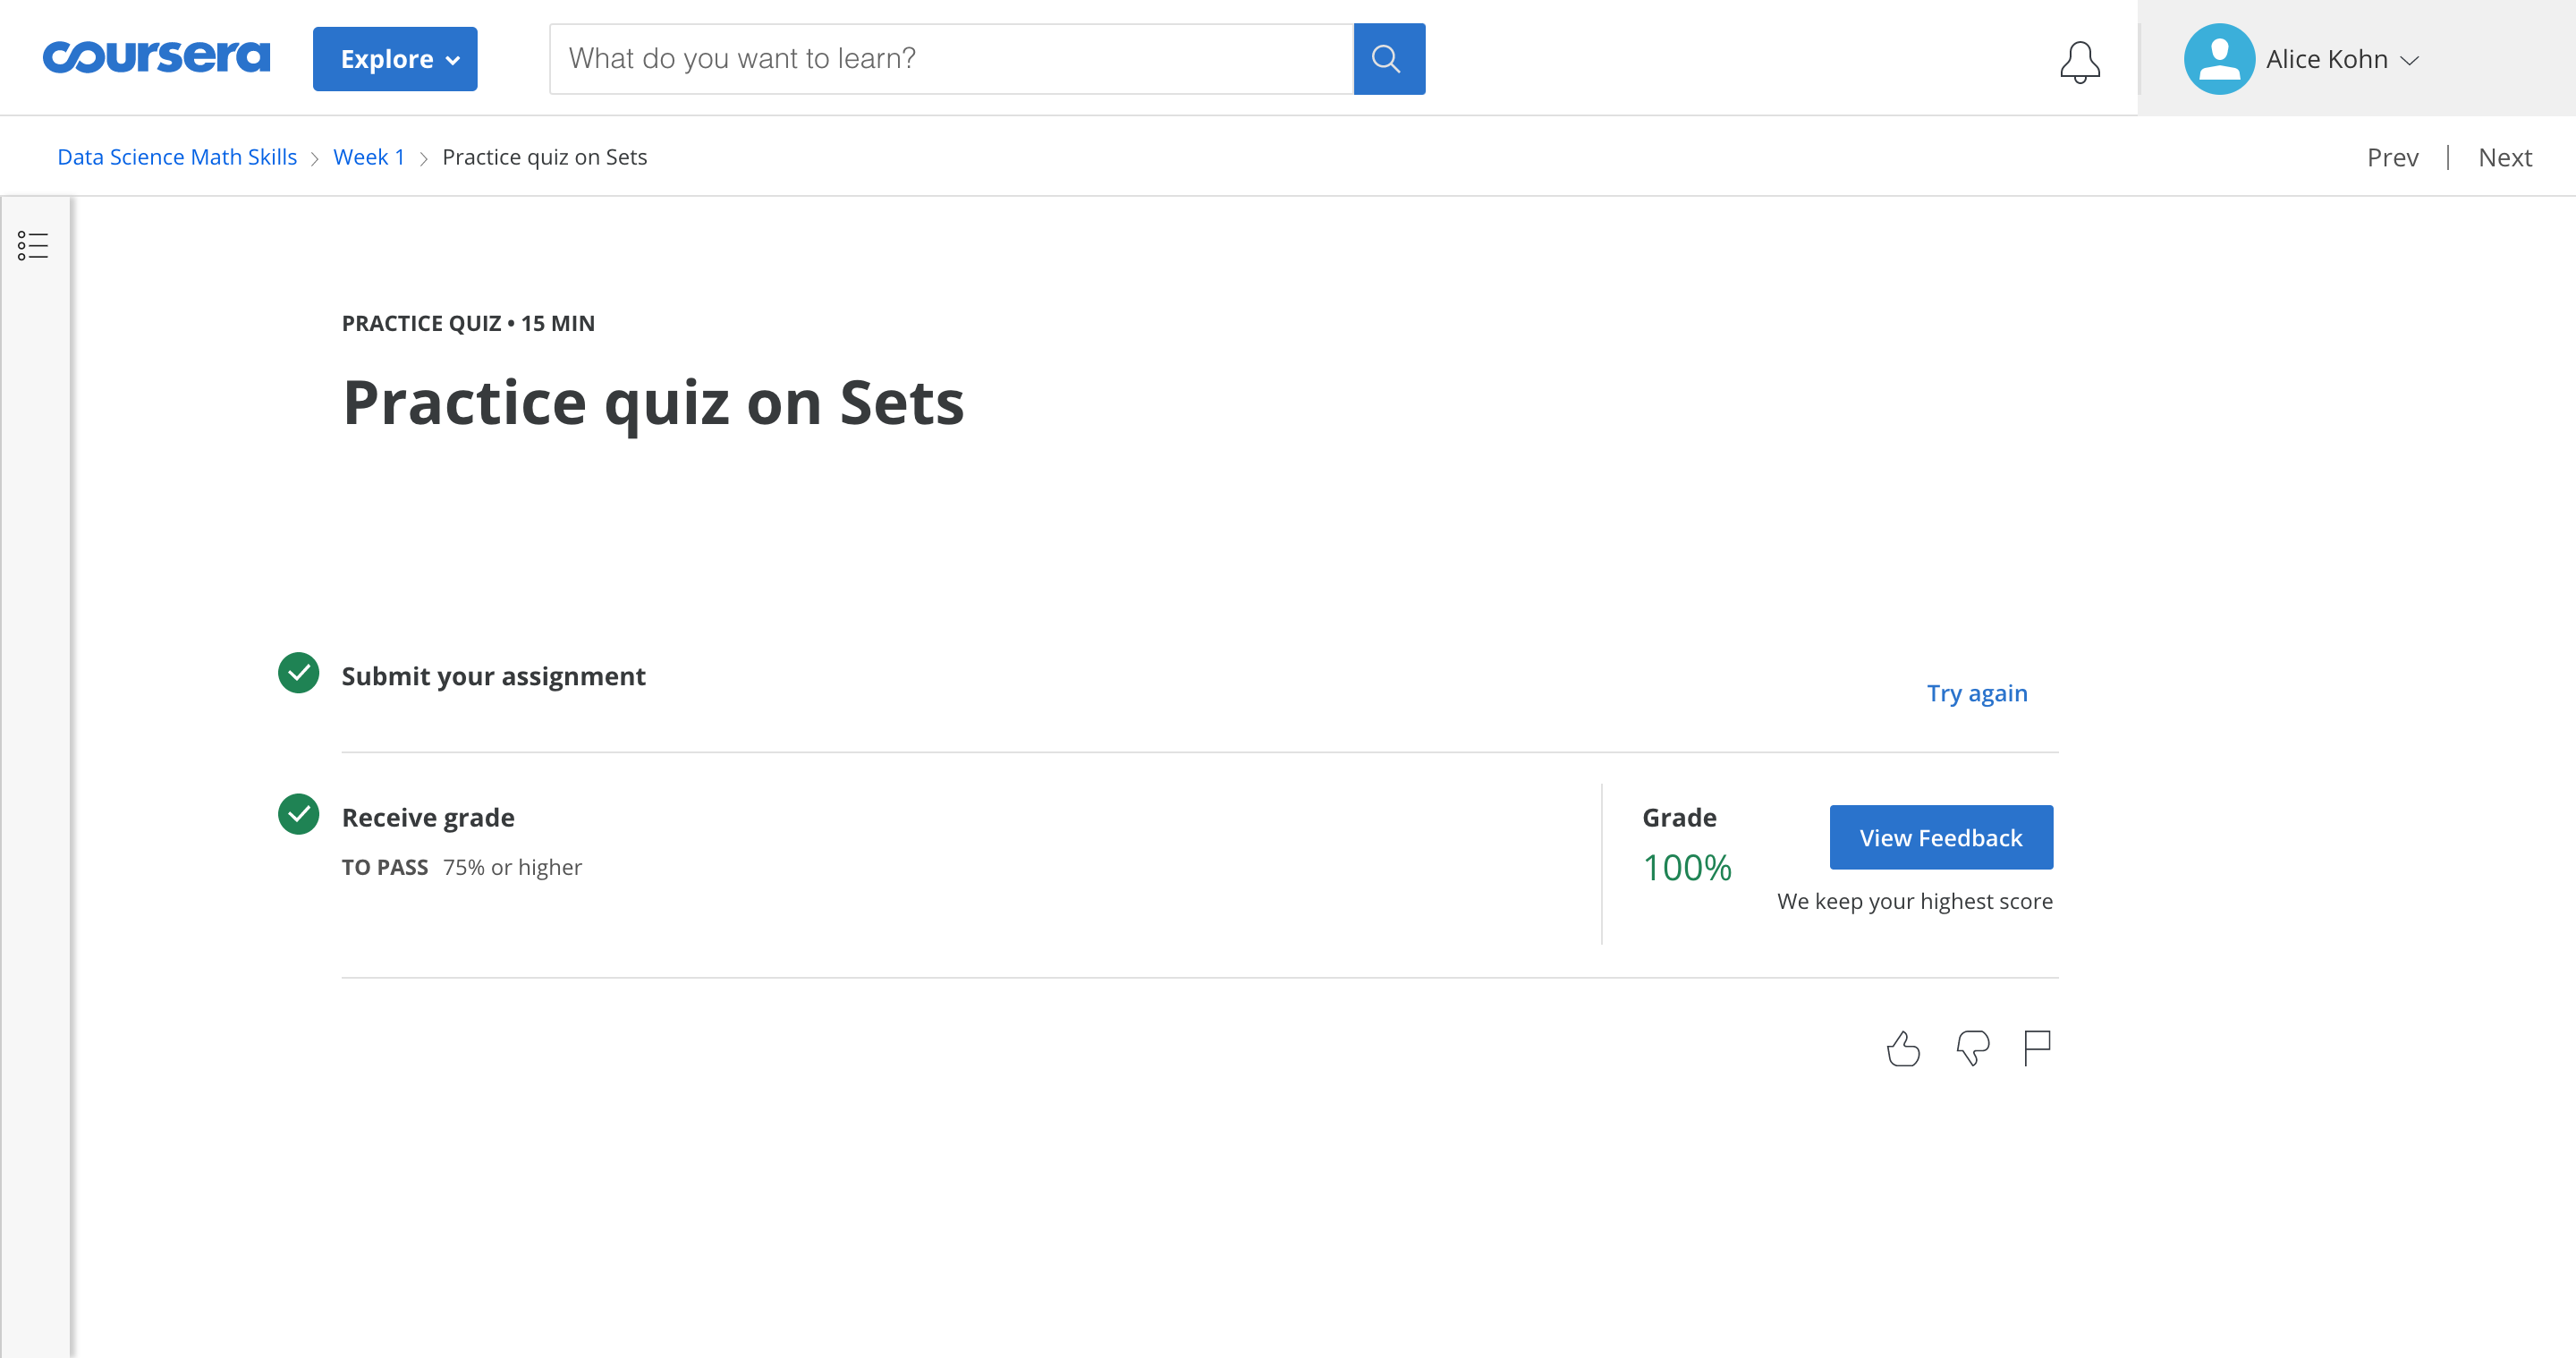 coursera
Explore
What do you want to learn?
Alice Kohn
Data Science Math Skills > Week 1 > Practice quiz on Sets
Prev | Next
PRACTICE QUIZ • 15 MIN
Practice quiz on Sets
Submit your assignment
Try again
Receive grade
TO PASS 75% or higher
Grade
100%
View Feedback
We keep your highest score